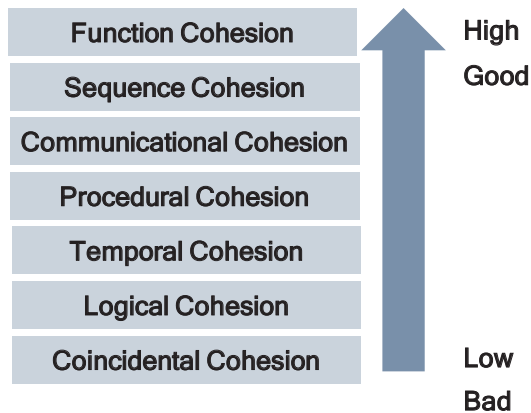 Function Cohesion
High
Sequence Cohesion
Good
Communicational Cohesion
Procedural Cohesion
Temporal Cohesion
Logical Cohesion
Coincidental Cohesion
Low
Bad